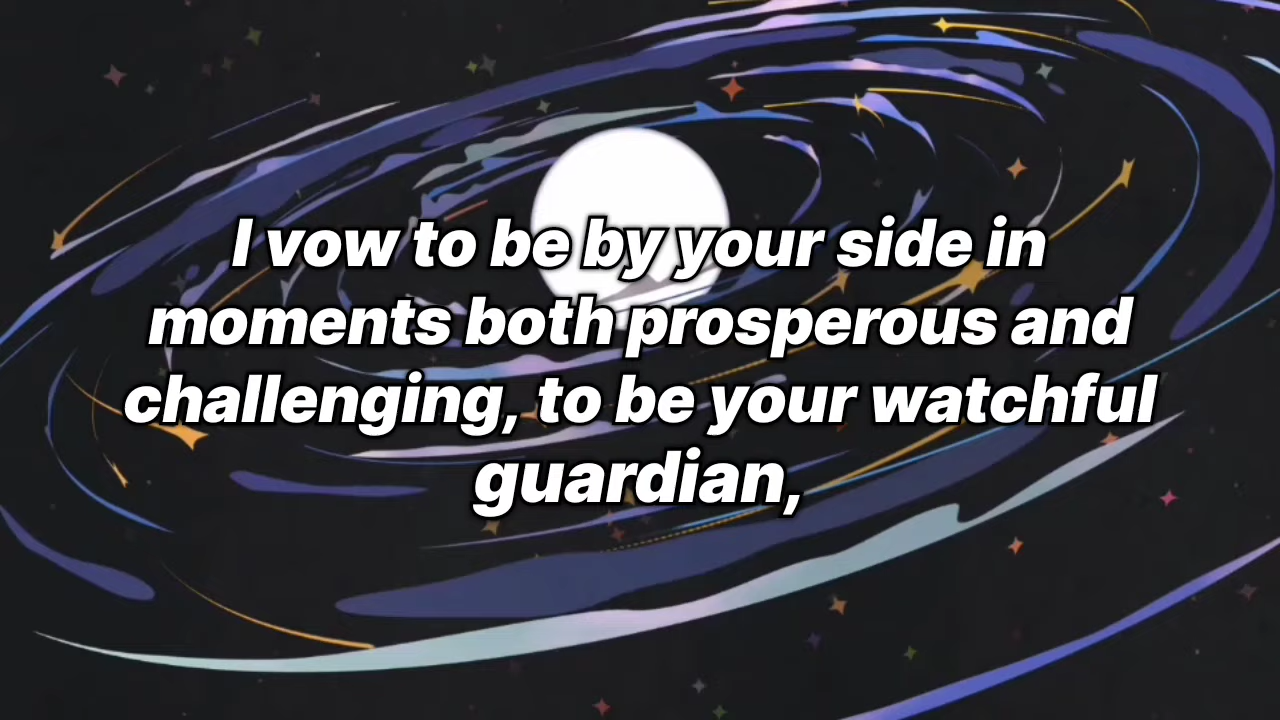 I vow to be by your side in
moments both prosperous and
challenging, to be your watchful
guardian,